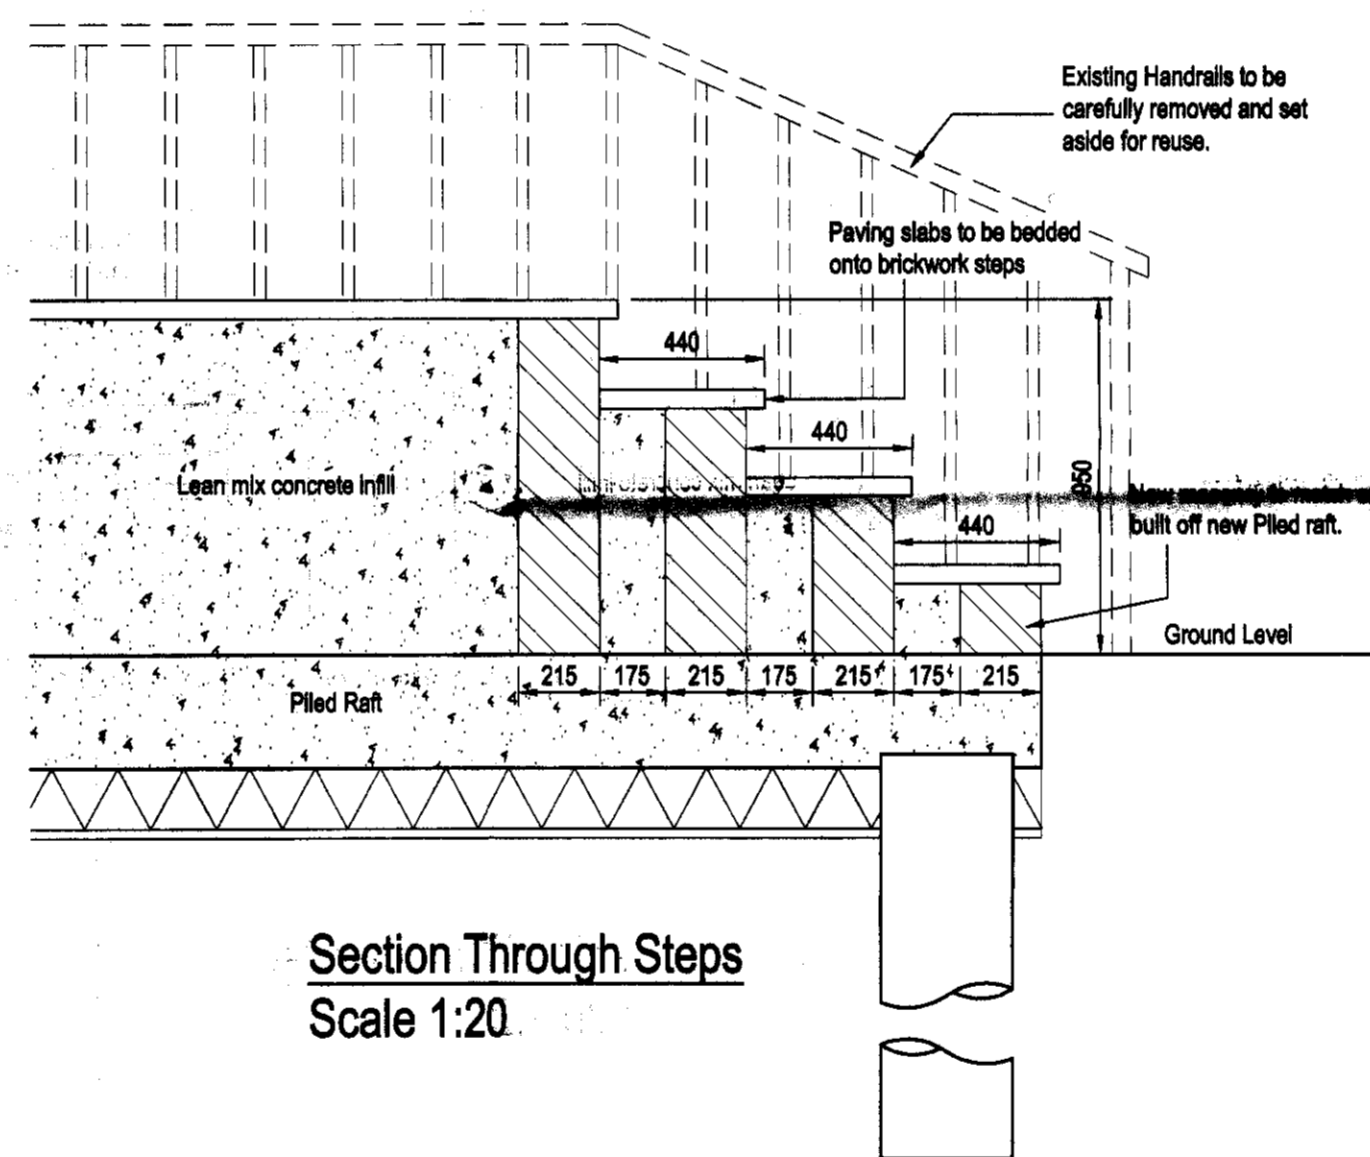 Existing Handrails to be
carefully removed and set
aside for reuse.
Paving slabs to be bedded
onto brickwork steps
440
440
950
Lean mix concrete infill
440
built off new Piled raft.
Ground Level
215 175 215 175 215 175 215
Piled Raft
Section Through Steps
Scale 1:20